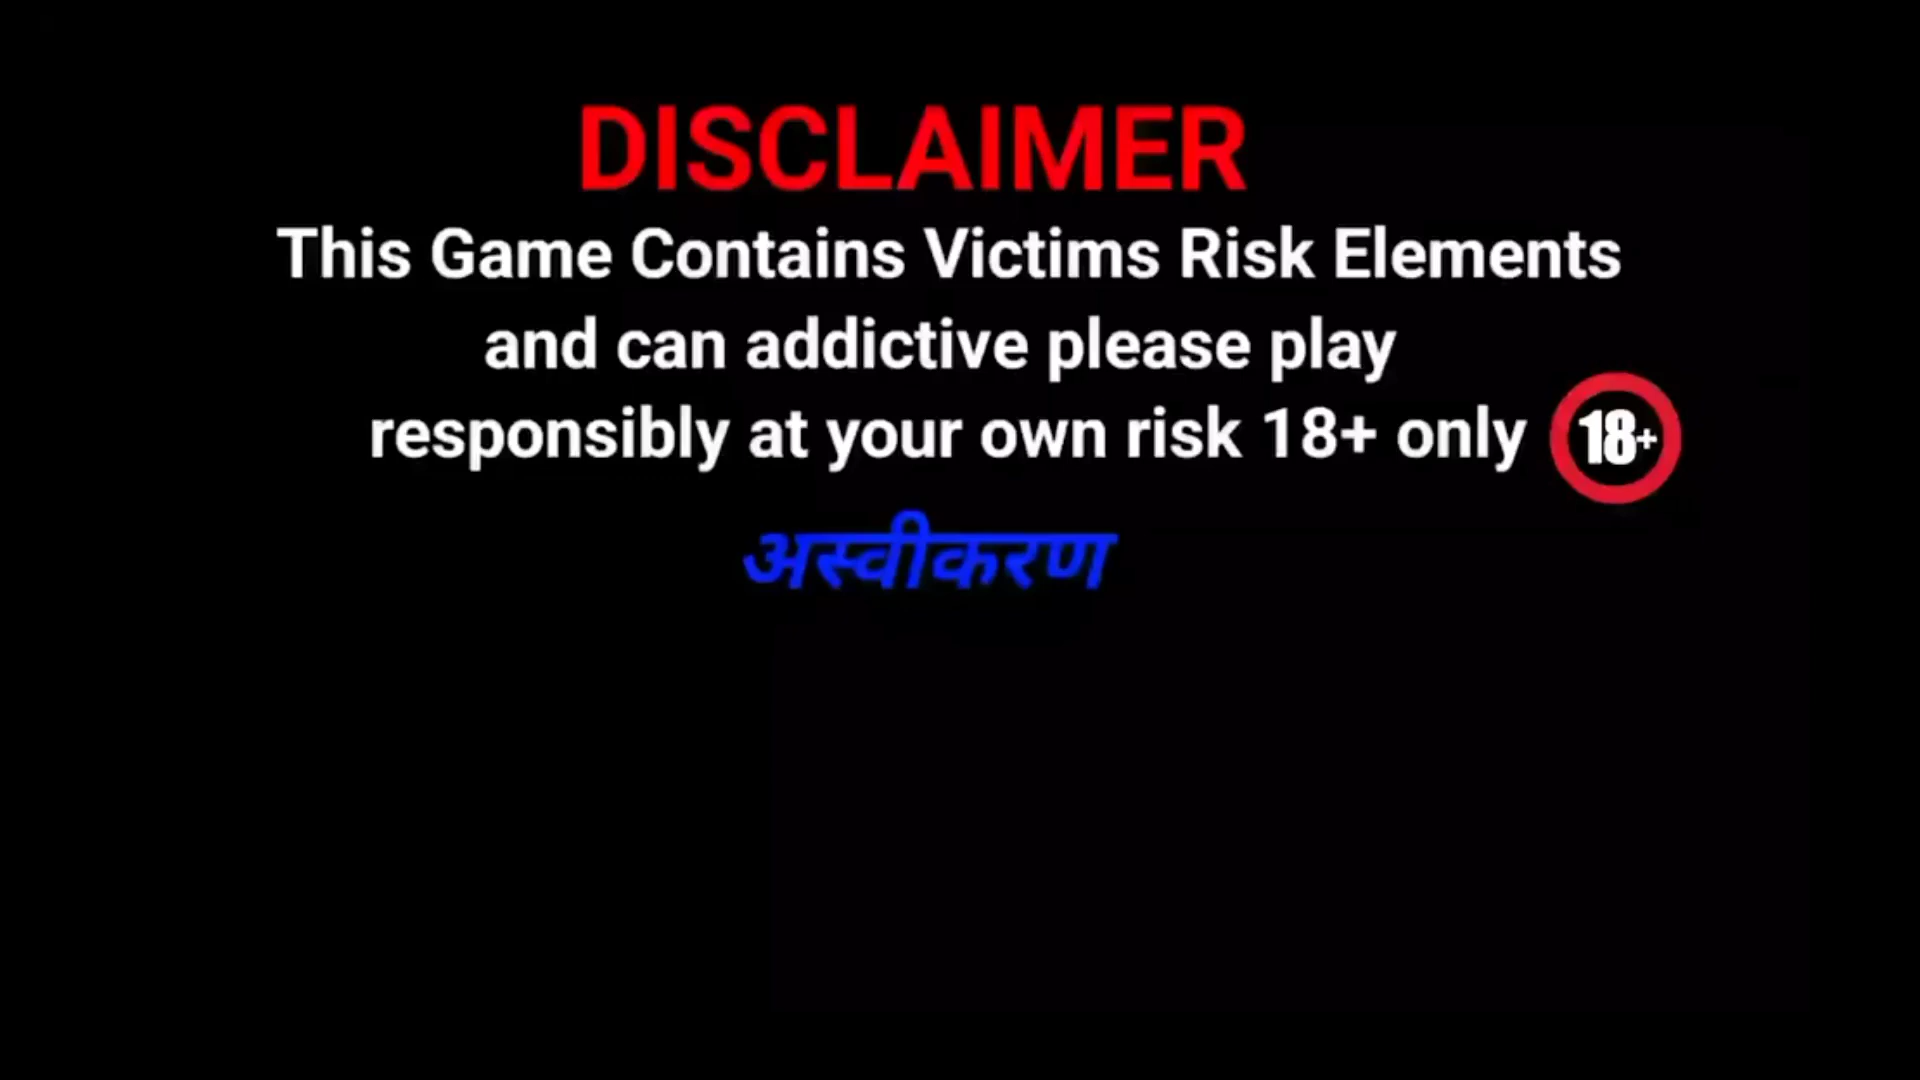 DISCLAIMER
This Game Contains Victims Risk Elements
and can addictive please play
responsibly at your own risk 18+ only 18+
अस्वीकरण